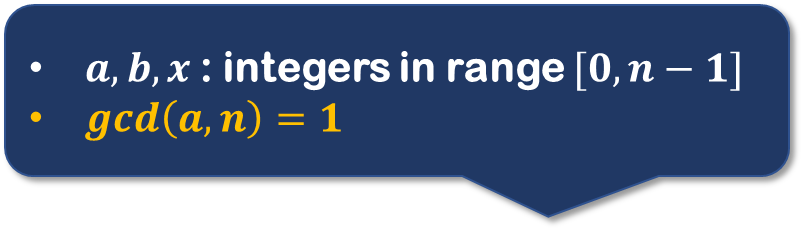 • a, b, x : integers in range [0, n − 1]
• gcd(a, n) = 1